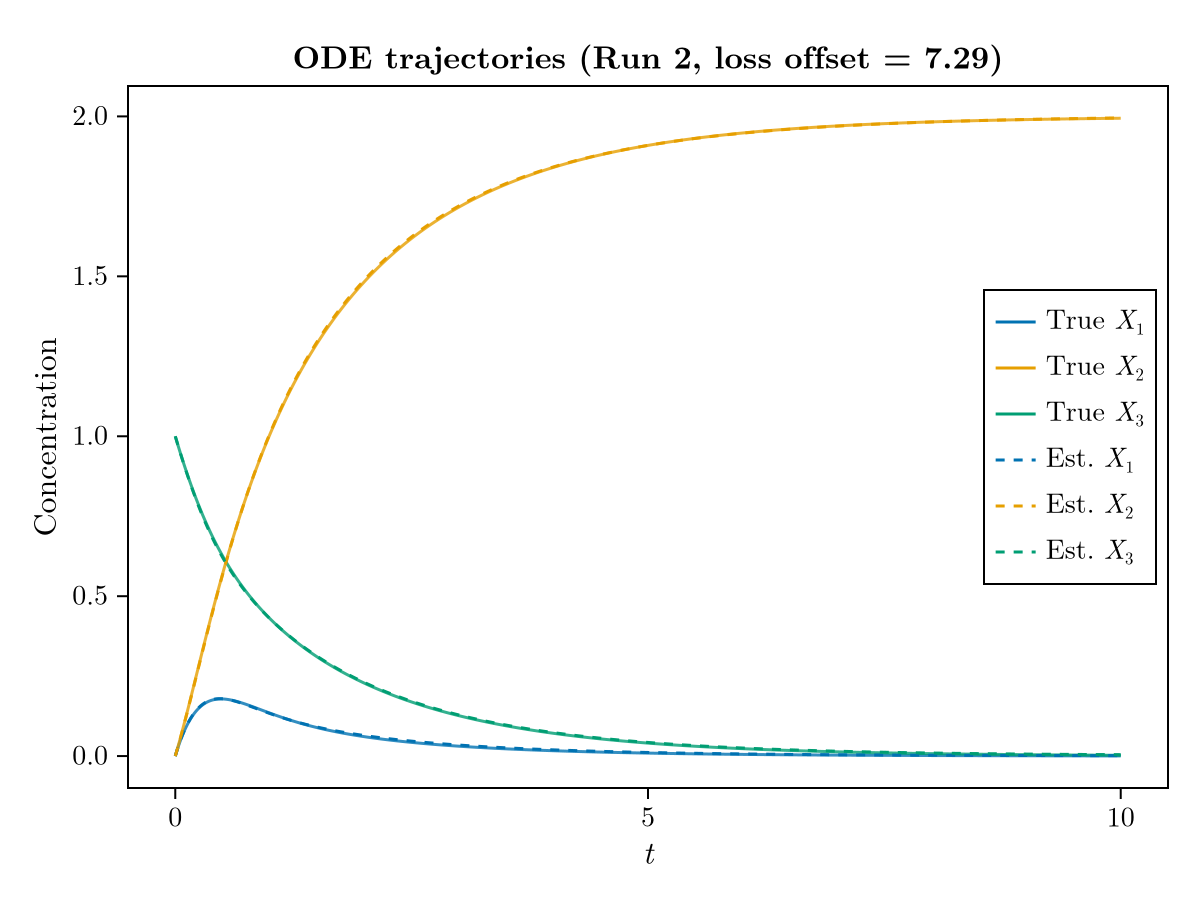 ODE trajectories (Run 2, loss offset = 7.29)
Concentration
2.0
1.5
1.0
0.5
0.0
0
5
10
t
True X₁
True X₂
True X₃
Est. X₁
Est. X₂
Est. X₃